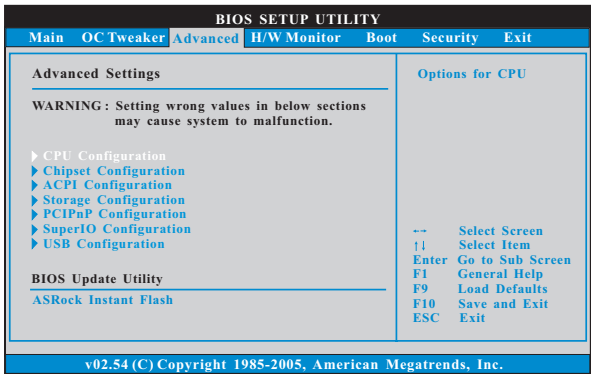 BIOS SETUP UTILITY
Main OC Tweaker Advanced H/W Monitor Boot Security Exit
Advanced Settings
WARNING : Setting wrong values in below sections
may cause system to malfunction.
CPU Configuration
Chipset Configuration
ACPI Configuration
Storage Configuration
PCIPnP Configuration
SuperIO Configuration
USB Configuration
BIOS Update Utility
ASRock Instant Flash
Options for CPU
←→ Select Screen
↑↓ Select Item
Enter Go to Sub Screen
F1 General Help
F9 Load Defaults
F10 Save and Exit
ESC Exit
v02.54 (C) Copyright 1985-2005, American Megatrends, Inc.